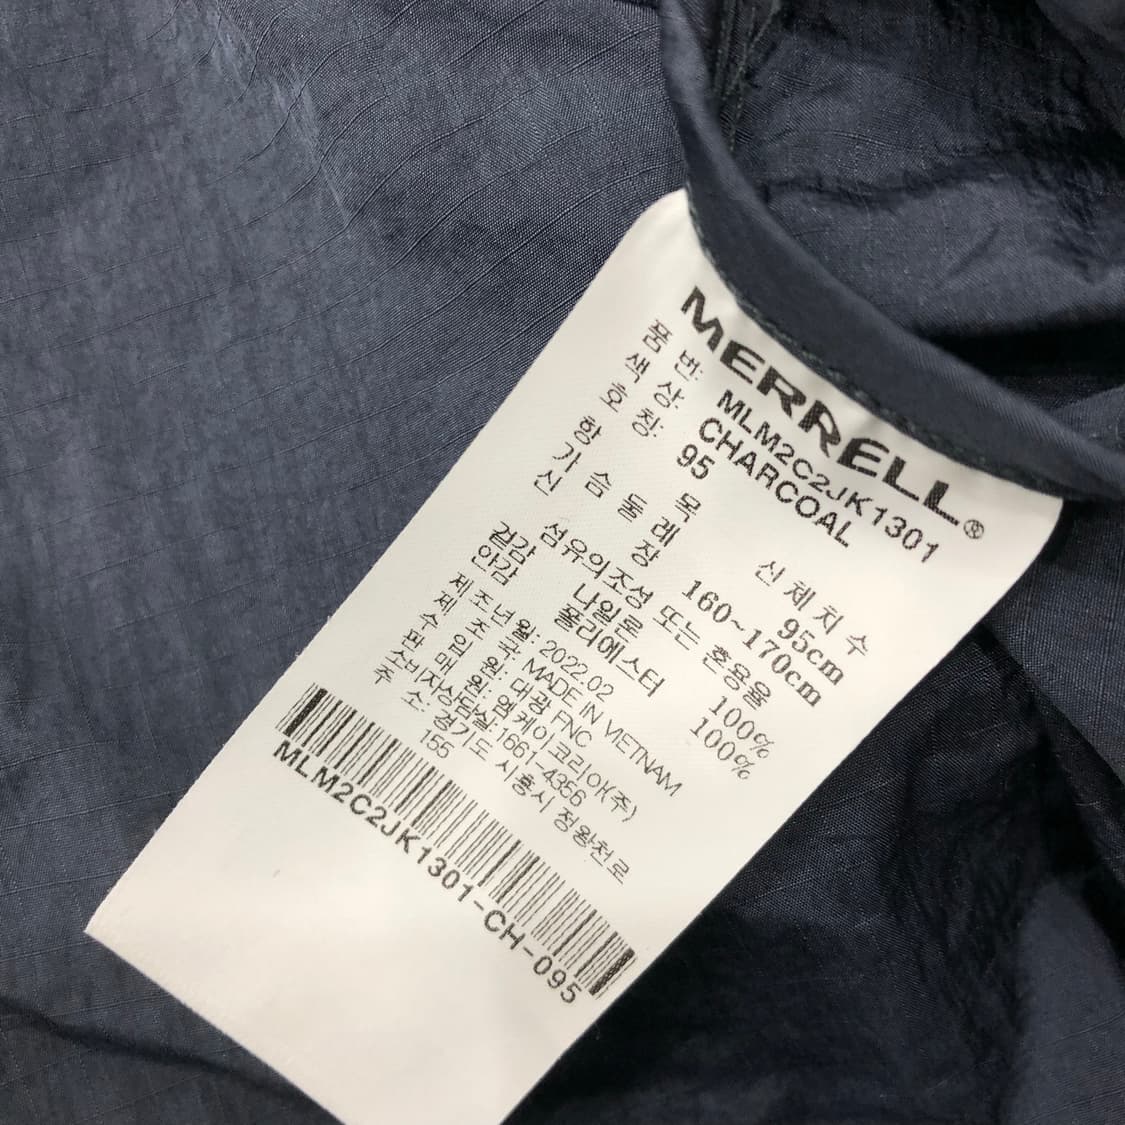 MERRELL®
품 번: MLM2C2JK1301
색 상: CHARCOAL
호 칭: 95
항 목 신 체 치 수
가 슴 둘 레 95cm
신 장 160~170cm
섬유의조성 또는 혼용율
겉감 나일론 100%
안감 폴리에스터 100%
제 조 년 월: 2022.02
제 조 국: MADE IN VIETNAM
수 입 원: 대광 FNC
판 매 원: 엠케이코리아(주)
소비자상담실:1661-4366
주 소: 경기도 시흥시 정왕천로
155
MLM2C2JK1301-CH-095